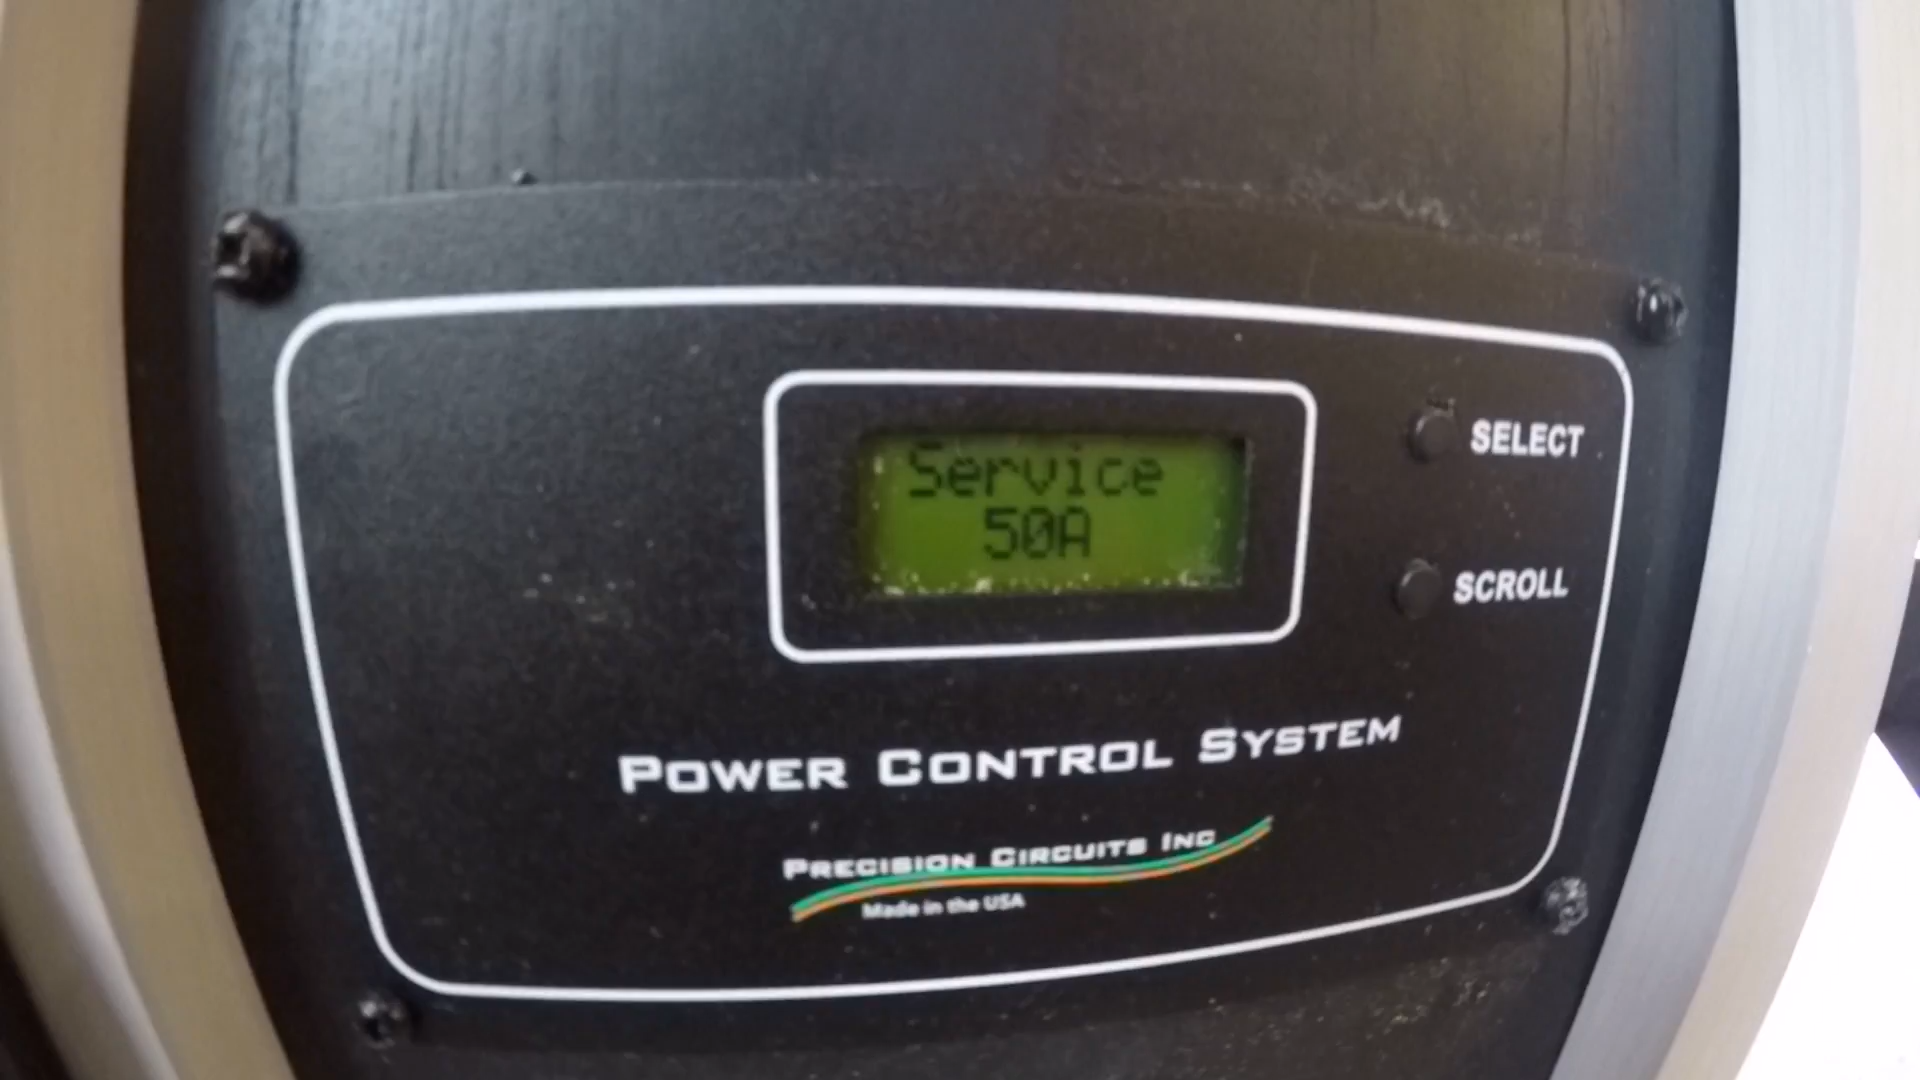 Service
50A
SELECT
SCROLL
POWER CONTROL SYSTEM
PRECISION CIRCUITS INC
Made in the USA